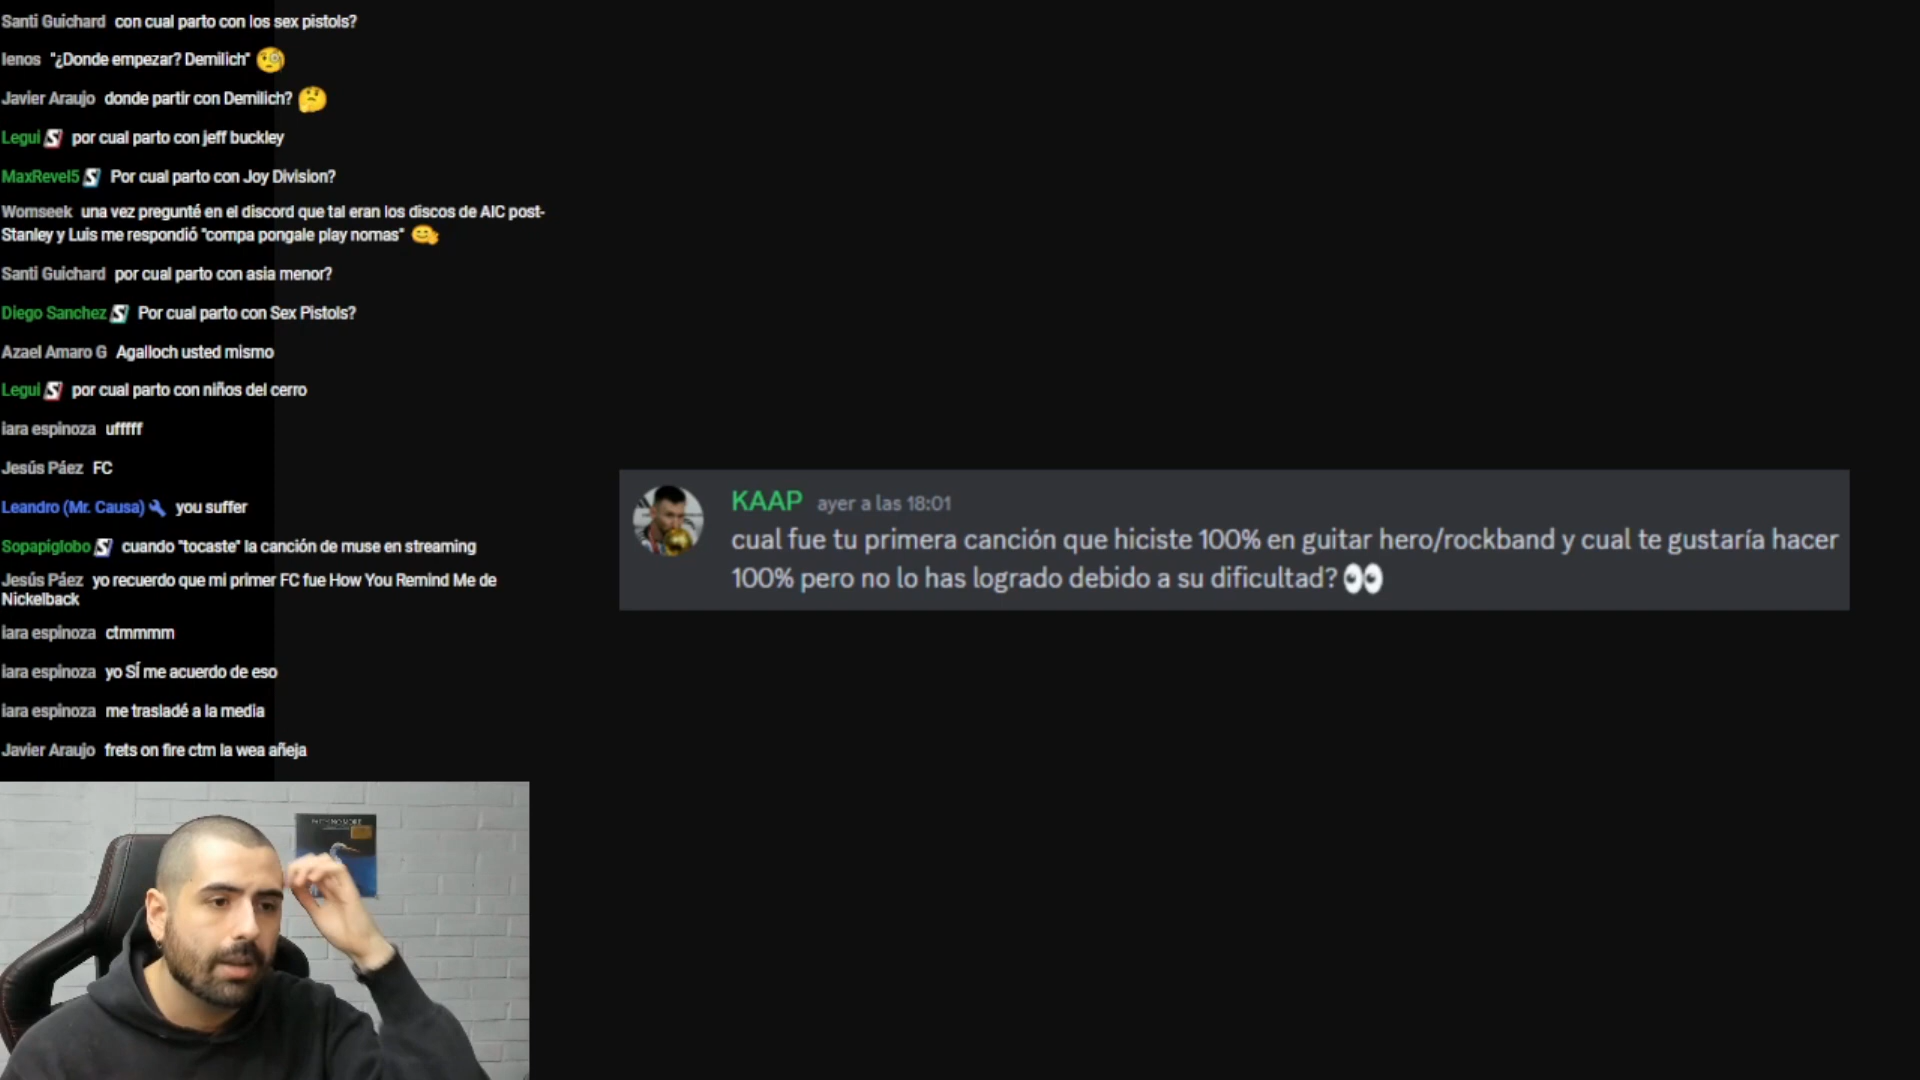 Santi Guichard con cual parto con los sex pistols?
Ienos "¿Donde empezar? Demilich" 🧐
Javier Araujo donde partir con Demilich? 🤔
Legui por cual parto con jeff buckley
MaxRevel5 Por cual parto con Joy Division?
Womseek una vez pregunté en el discord que tal eran los discos de AIC post-
Stanley y Luis me respondió "compa pongale play nomas"
Santi Guichard por cual parto con asia menor?
Diego Sanchez Por cual parto con Sex Pistols?
Azael Amaro G Agalloch usted mismo
Legui por cual parto con niños del cerro
iara espinoza ufffff
Jesús Páez FC
Leandro (Mr. Causa) you suffer
Sopapiglobo cuando "tocaste" la canción de muse en streaming
Jesús Páez yo recuerdo que mi primer FC fue How You Remind Me de
Nickelback
iara espinoza ctmmmm
iara espinoza yo SÍ me acuerdo de eso
iara espinoza me trasladé a la media
Javier Araujo frets on fire ctm la wea añeja
KAAP ayer a las 18:01
cual fue tu primera canción que hiciste 100% en guitar hero/rockband y cual te gustaría hacer
100% pero no lo has logrado debido a su dificultad? 👀
FAITH NO MORE